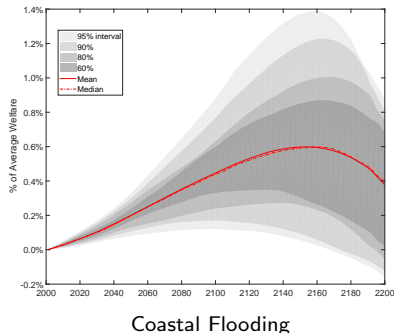 1.4%
1.2%
1.0%
0.8%
0.6%
0.4%
0.2%
0.0%
-0.2%
% of Average Welfare
95% interval
90%
80%
60%
Mean
Median
2000 2020 2040 2060 2080 2100 2120 2140 2160 2180 2200
Coastal Flooding